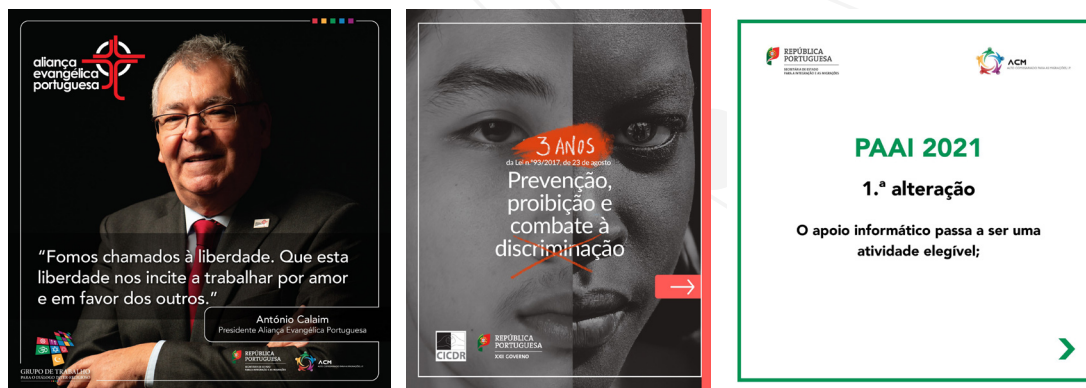 aliança
evangélica
portuguesa
“Fomos chamados à liberdade. Que esta
liberdade nos incite a trabalhar por amor
e em favor dos outros.”
António Calaim
Presidente Aliança Evangélica Portuguesa
GRUPO DE TRABALHO
REPÚBLICA
PORTUGUESA
ACM
3 ANOS
da Lei n.º93/2017, de 23 de agosto
Prevenção,
proibição e
combate à
discriminação
CICDR
REPÚBLICA
PORTUGUESA
XXII GOVERNO
REPÚBLICA
PORTUGUESA
ACM
PAAI 2021
1.ª alteração
O apoio informático passa a ser uma
atividade elegível;